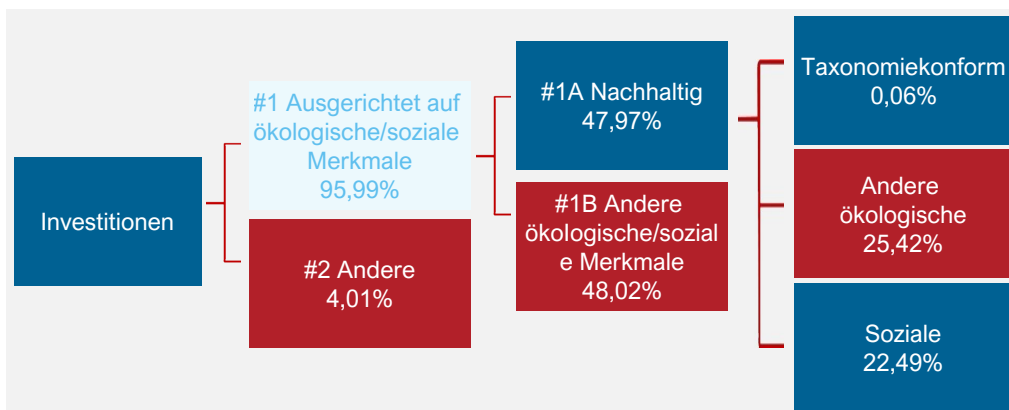 Investitionen
#1 Ausgerichtet auf
ökologische/soziale
Merkmale
95,99%
#2 Andere
4,01%
#1A Nachhaltig
47,97%
#1B Andere
ökologische/sozial
e Merkmale
48,02%
Taxonomiekonform
0,06%
Andere
ökologische
25,42%
Soziale
22,49%